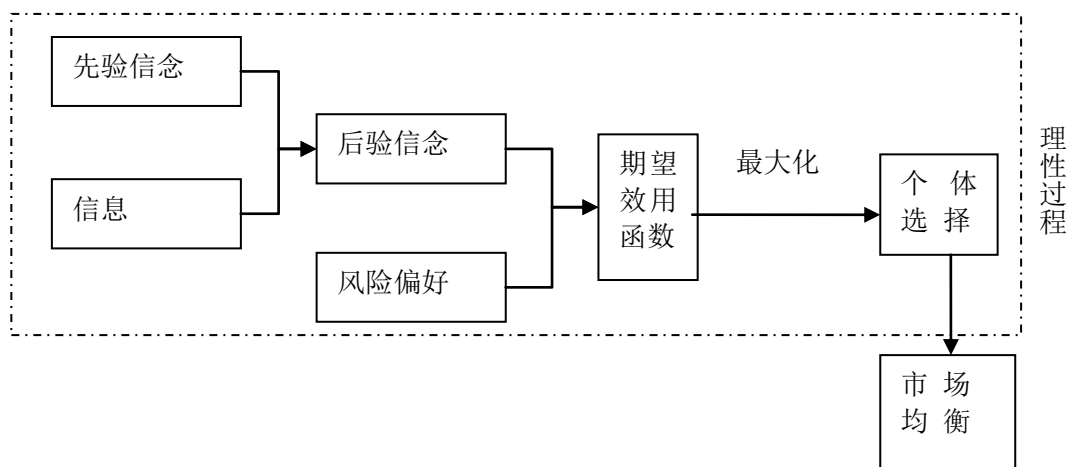 先验信念
信息
后验信念
风险偏好
期望
效用
函数
最大化
个 体
选 择
理
性
过
程
市 场
均 衡